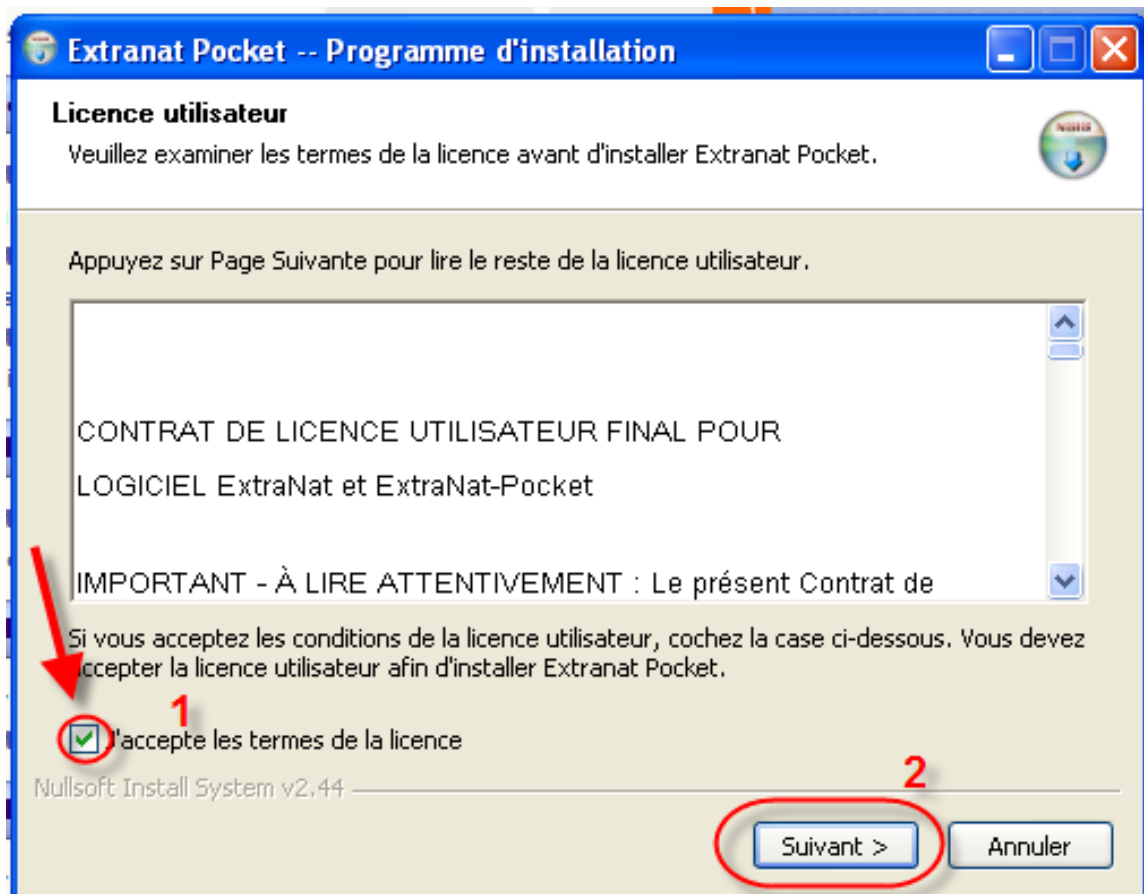 Extranat Pocket -- Programme d'installation
Licence utilisateur
Veuillez examiner les termes de la licence avant d'installer Extranat Pocket.
Appuyez sur Page Suivante pour lire le reste de la licence utilisateur.
CONTRAT DE LICENCE UTILISATEUR FINAL POUR
LOGICIEL ExtraNat et ExtraNat-Pocket
IMPORTANT - À LIRE ATTENTIVEMENT : Le présent Contrat de
Si vous acceptez les conditions de la licence utilisateur, cochez la case ci-dessous. Vous devez
accepter la licence utilisateur afin d'installer Extranat Pocket.
1
J'accepte les termes de la licence
Nullsoft Install System v2.44
2
Suivant >
Annuler